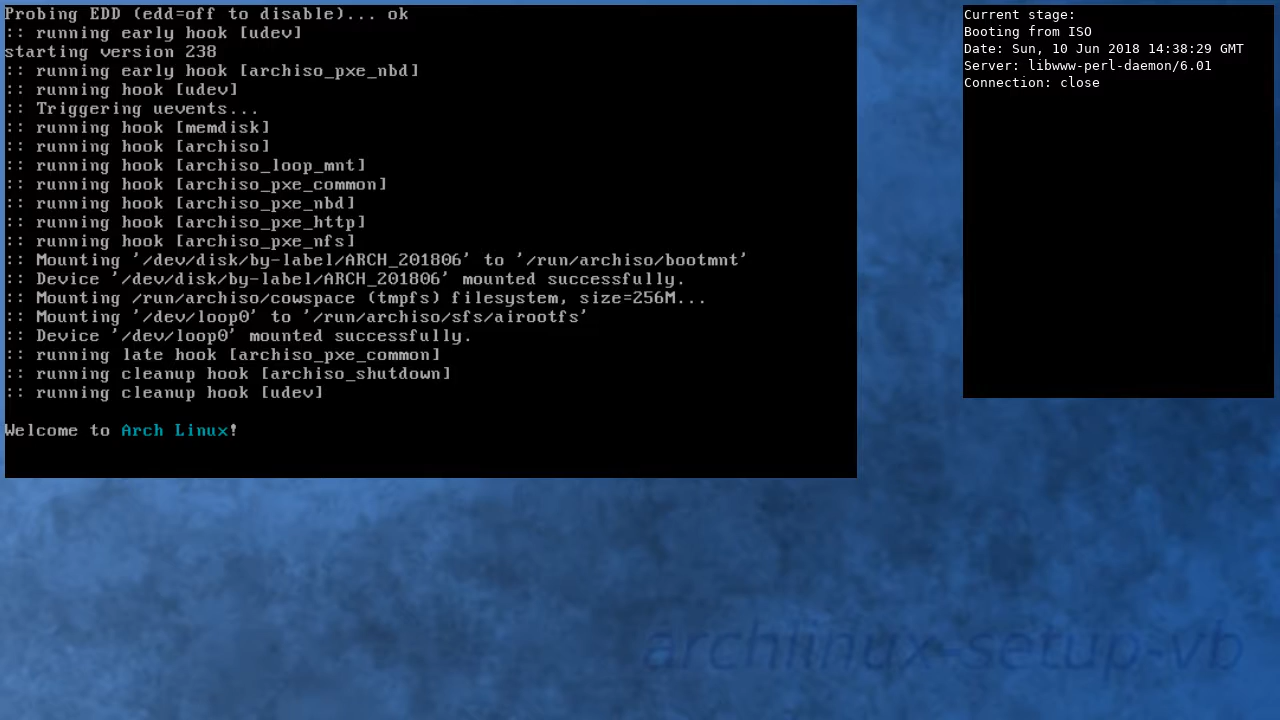 Probing EDD (edd=off to disable)... ok
:: running early hook [udev]
starting version 238
:: running early hook [archiso_pxe_nbd]
:: running hook [udev]
:: Triggering uevents...
:: running hook [memdisk]
:: running hook [archiso]
:: running hook [archiso_loop_mnt]
:: running hook [archiso_pxe_common]
:: running hook [archiso_pxe_nbd]
:: running hook [archiso_pxe_http]
:: running hook [archiso_pxe_nfs]
:: Mounting '/dev/disk/by-label/ARCH_201806' to '/run/archiso/bootmnt'
:: Device '/dev/disk/by-label/ARCH_201806' mounted successfully.
:: Mounting /run/archiso/cowspace (tmpfs) filesystem, size=256M...
:: Mounting '/dev/loop0' to '/run/archiso/sfs/airootfs'
:: Device '/dev/loop0' mounted successfully.
:: running late hook [archiso_pxe_common]
:: running cleanup hook [archiso_shutdown]
:: running cleanup hook [udev]
Welcome to Arch Linux!
Current stage:
Booting from ISO
Date: Sun, 10 Jun 2018 14:38:29 GMT
Server: libwww-perl-daemon/6.01
Connection: close
archlinux-setup-vb